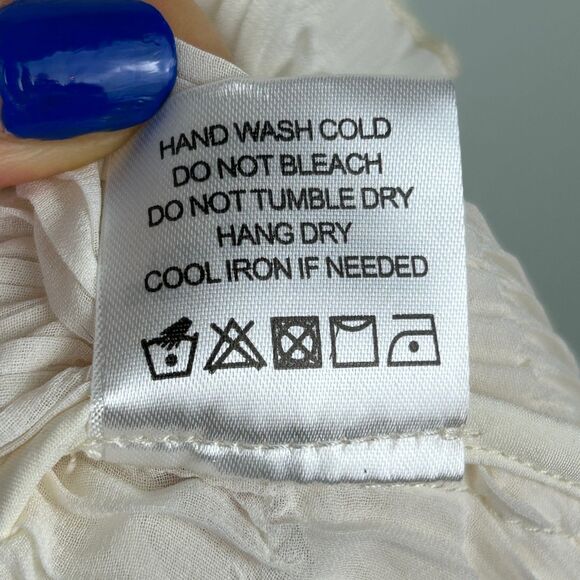 HAND WASH COLD
DO NOT BLEACH
DO NOT TUMBLE DRY
HANG DRY
COOL IRON IF NEEDED